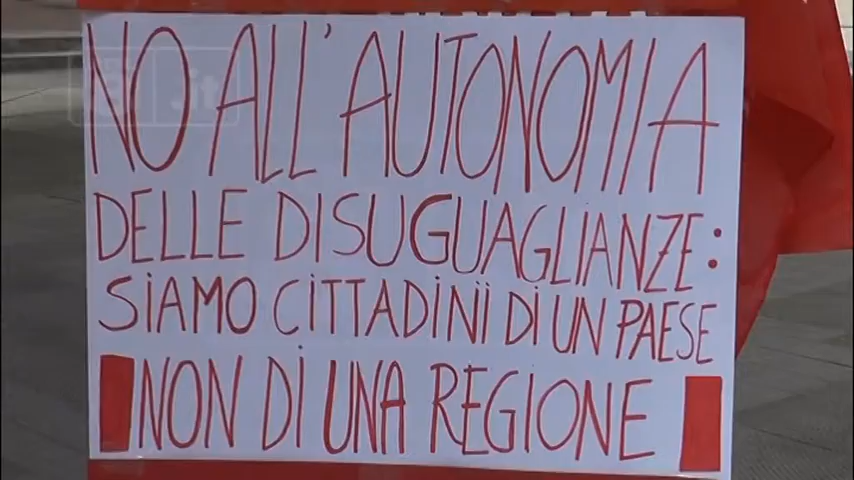 NO ALL'AUTONOMIA
DELLE DISUGUAGLIANZE:
SIAMO CITTADINI DI UN PAESE
NON DI UNA REGIONE